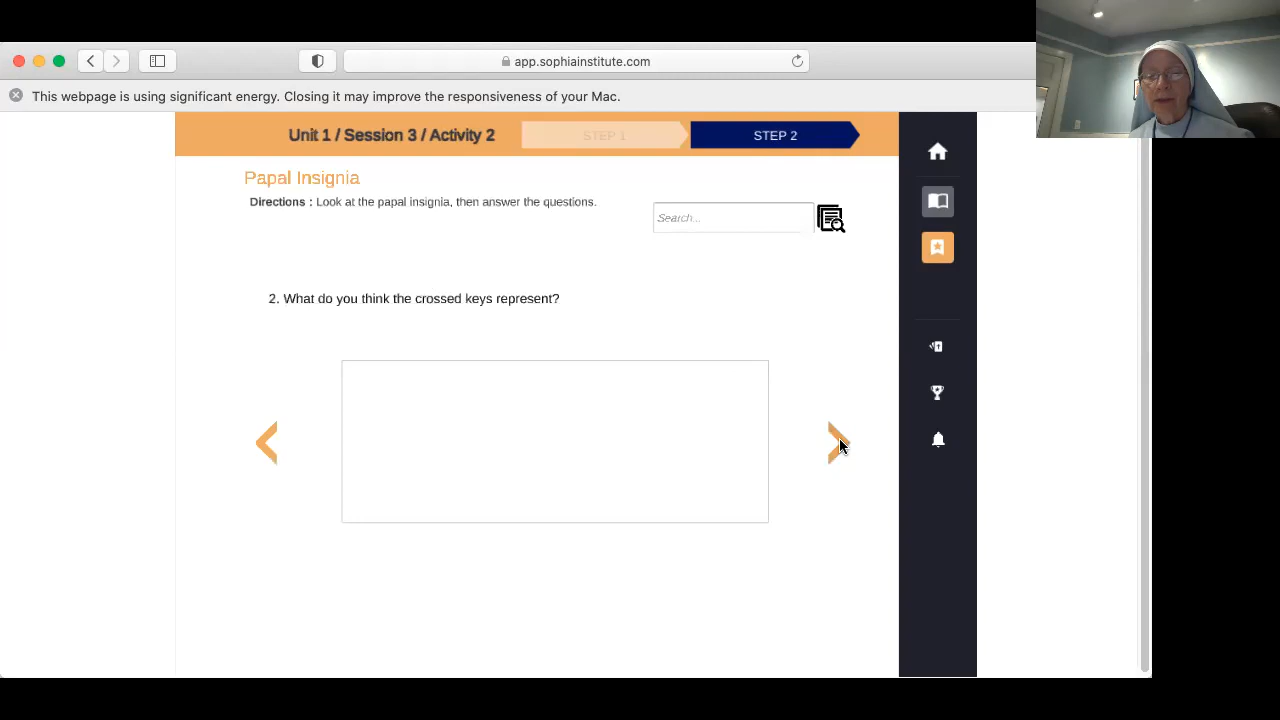 app.sophiainstitute.com
This webpage is using significant energy. Closing it may improve the responsiveness of your Mac.
Unit 1 / Session 3 / Activity 2
STEP 1
STEP 2
Papal Insignia
Directions : Look at the papal insignia, then answer the questions.
Search...
2. What do you think the crossed keys represent?